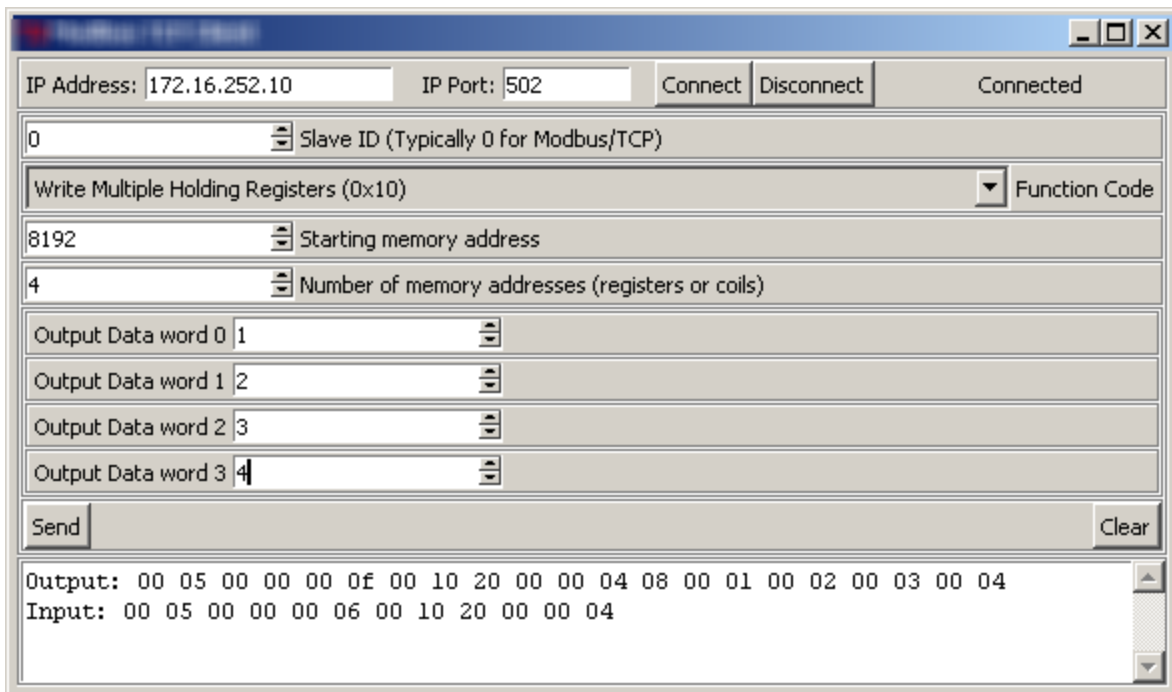 IP Address: 172.16.252.10 IP Port: 502 Connect Disconnect Connected
0 Slave ID (Typically 0 for Modbus/TCP)
Write Multiple Holding Registers (0x10) Function Code
8192 Starting memory address
4 Number of memory addresses (registers or coils)
Output Data word 0 1
Output Data word 1 2
Output Data word 2 3
Output Data word 3 4
Send Clear
Output: 00 05 00 00 00 0f 00 10 20 00 00 04 08 00 01 00 02 00 03 00 04
Input: 00 05 00 00 00 06 00 10 20 00 00 04